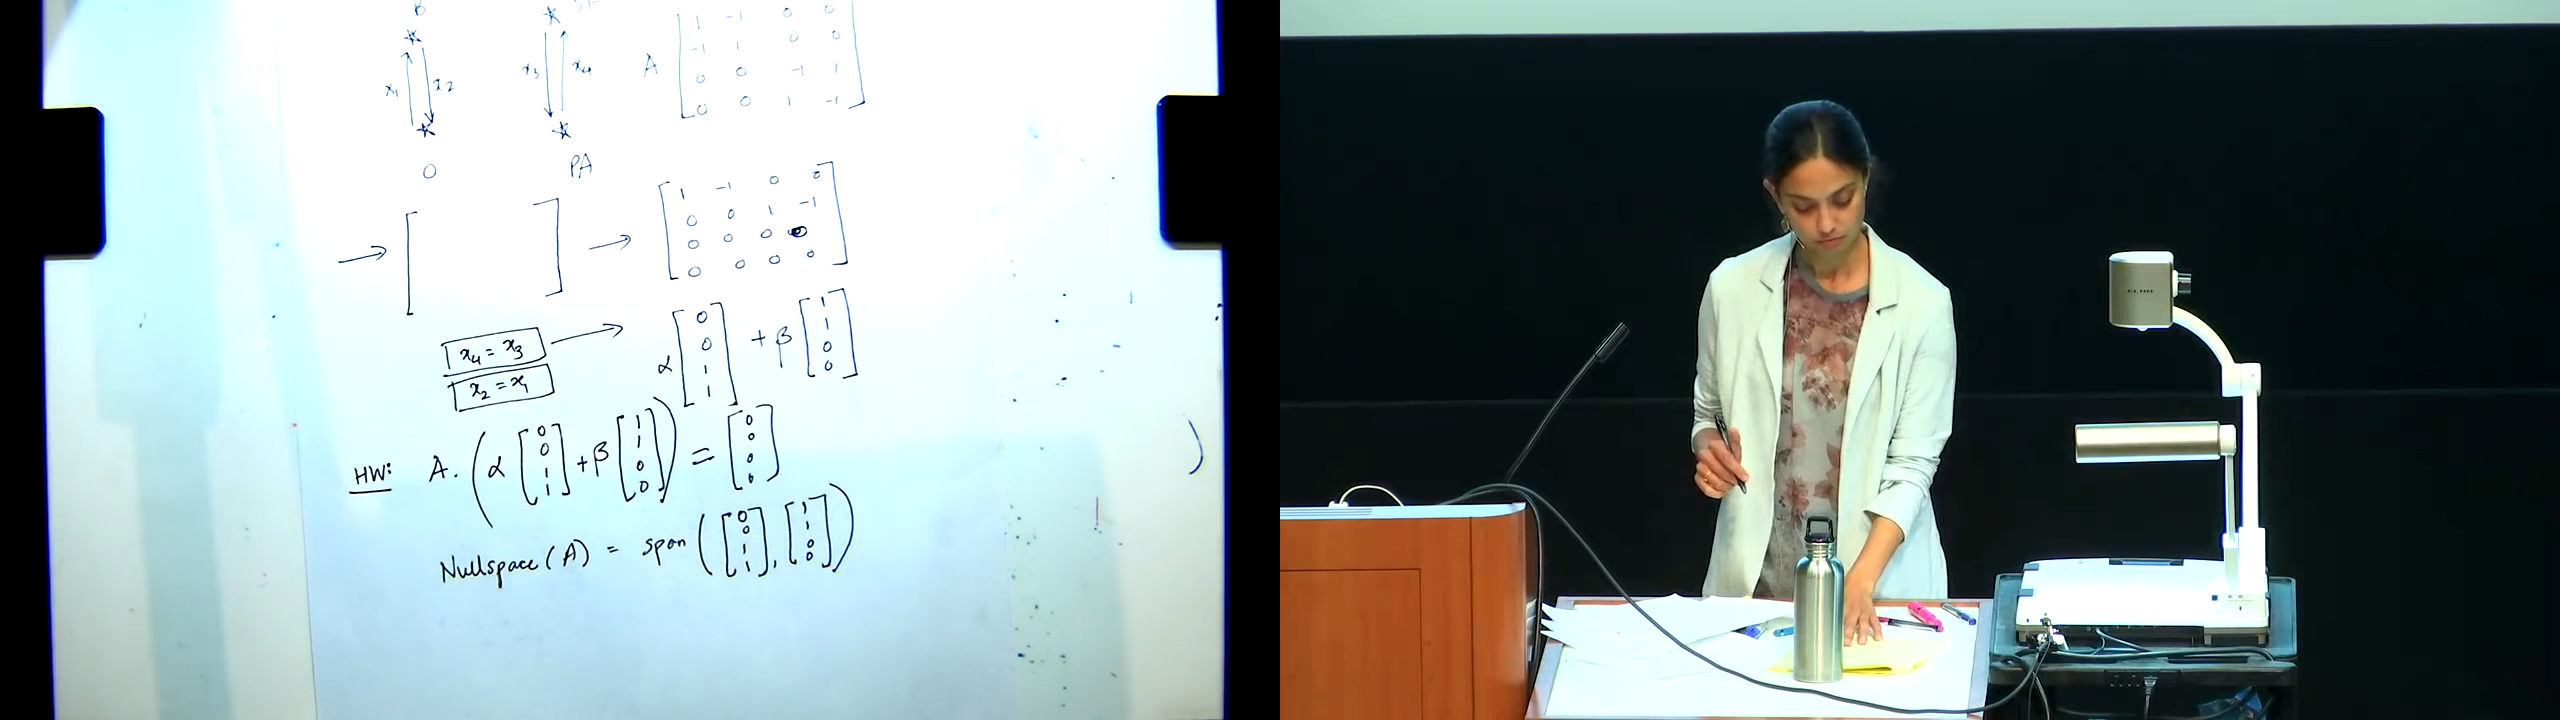 B
x₁ x₂ x₃ x₄
O PA
A [ 1 -1 0 0
-1 1 0 0
0 0 -1 1
0 0 1 -1 ]
→ [ ] → [ 1 -1 0 0
0 0 1 -1
0 0 0 0
0 0 0 0 ]
x₄ = x₃ → α [ 0 0 1 1 ] + β [ 1 1 0 0 ]
x₂ = x₁
HW: A. ( α [ 0 0 1 1 ] + β [ 1 1 0 0 ] ) = [ 0 0 0 0 ]
Nullspace (A) = span ( [ 0 0 1 1 ], [ 1 1 0 0 ] )
ELMO